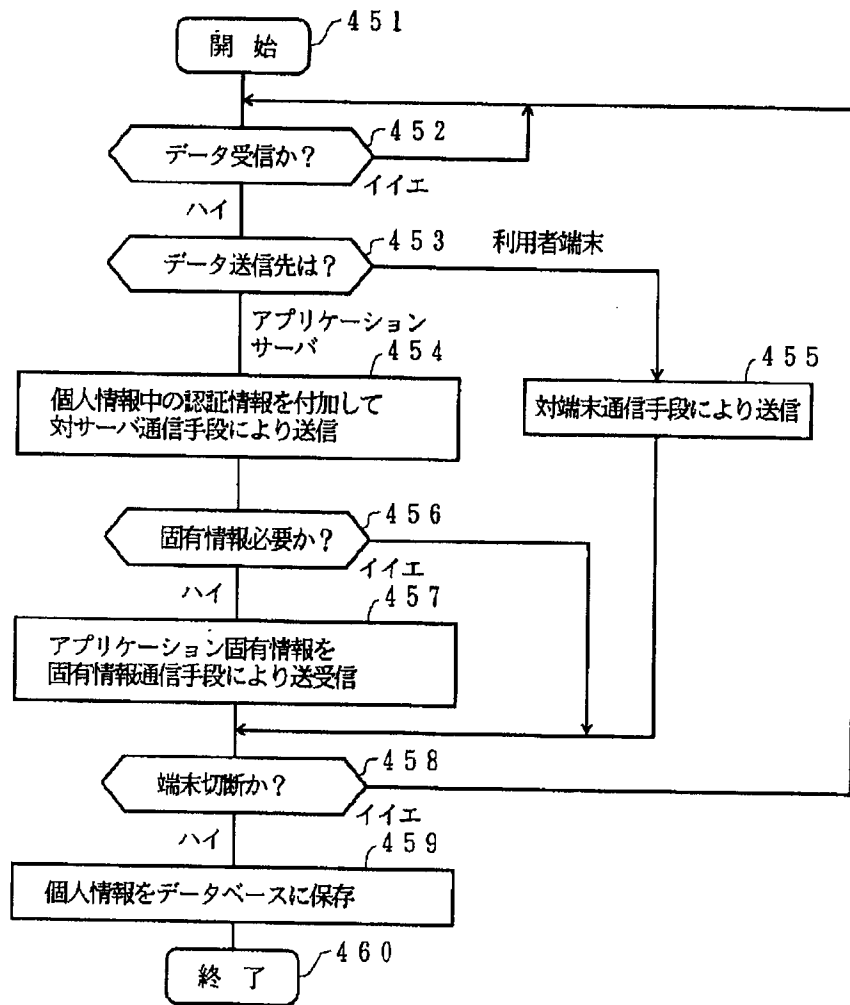 開 始
451
データ受信か?
452
イイエ
ハイ
データ送信先は?
453
利用者端末
アプリケーション
サーバ
454
個人情報中の認証情報を付加して
対サーバ通信手段により送信
455
対端末通信手段により送信
固有情報必要か?
456
イイエ
ハイ
457
アプリケーション固有情報を
固有情報通信手段により送受信
端末切断か?
458
イイエ
ハイ
459
個人情報をデータベースに保存
終 了
460